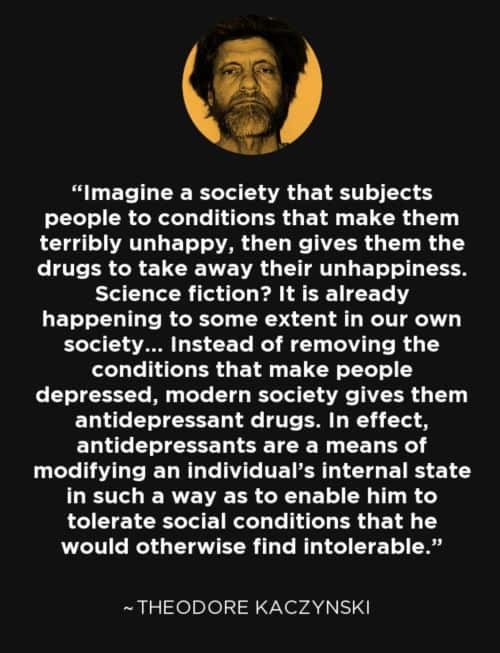 “Imagine a society that subjects
people to conditions that make them
terribly unhappy, then gives them the
drugs to take away their unhappiness.
Science fiction? It is already
happening to some extent in our own
society... Instead of removing the
conditions that make people
depressed, modern society gives them
antidepressant drugs. In effect,
antidepressants are a means of
modifying an individual’s internal state
in such a way as to enable him to
tolerate social conditions that he
would otherwise find intolerable.”
~ THEODORE KACZYNSKI